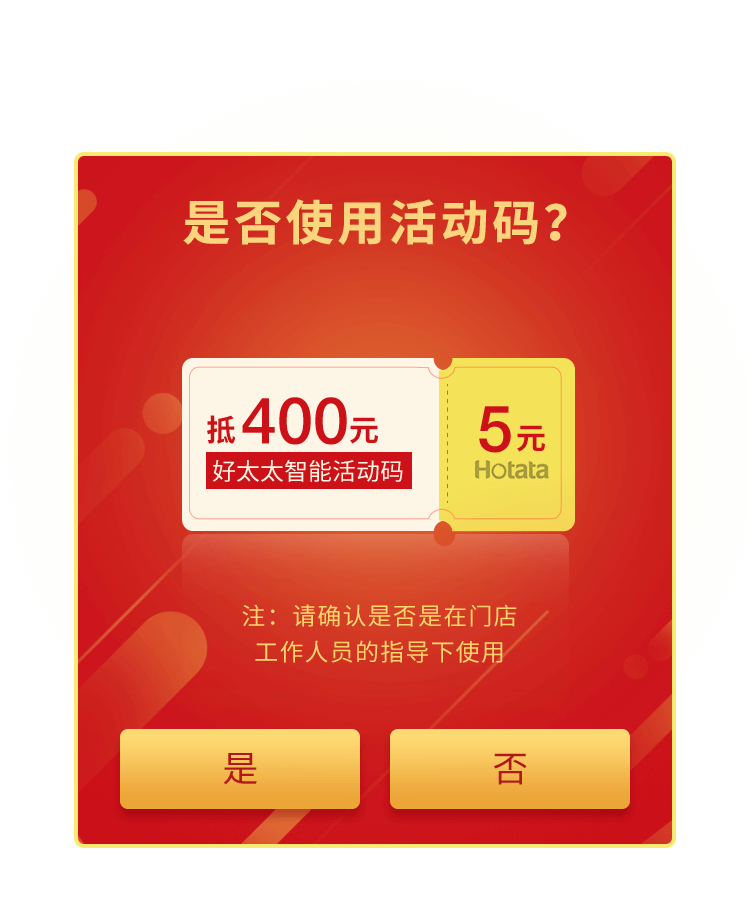 是否使用活动码?
抵400元
好太太智能活动码
5元
Hotata
注：请确认是否是在门店
工作人员的指导下使用
是
否